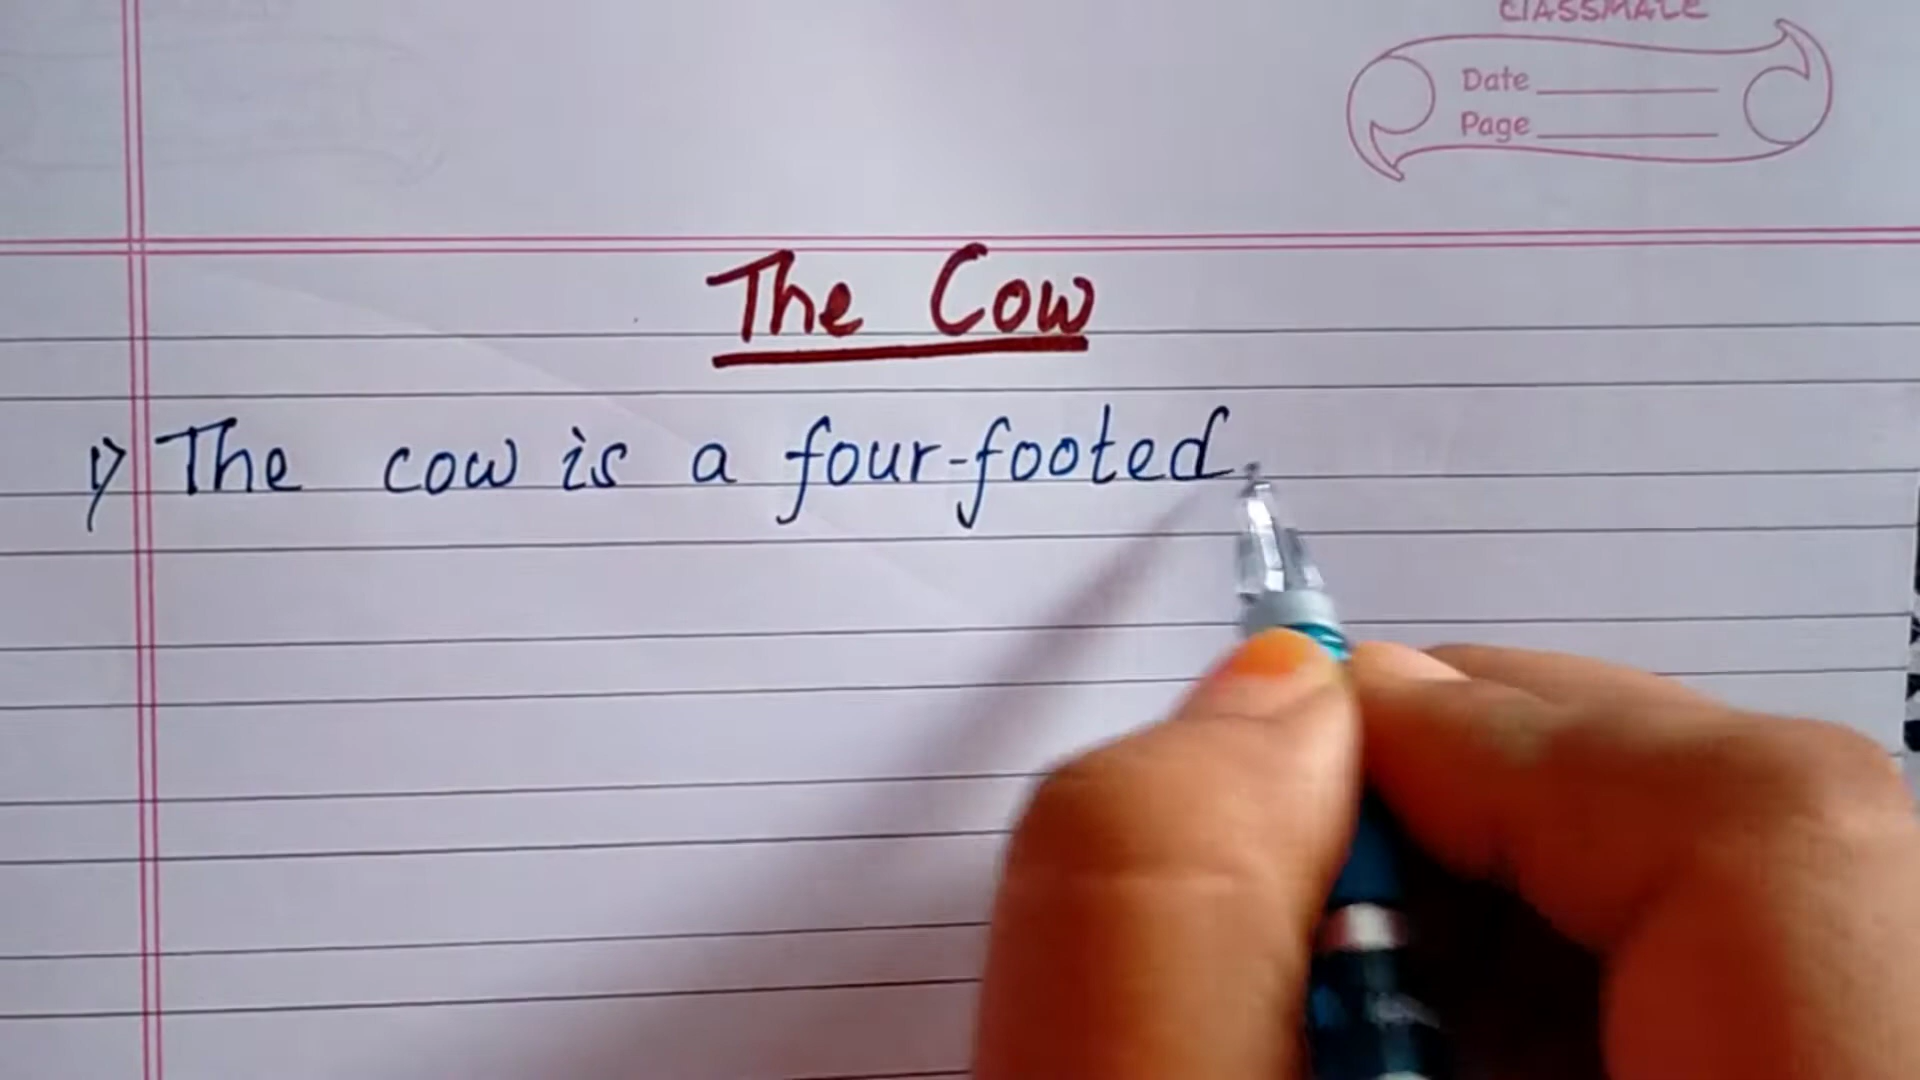 CLASSMATE
Date
Page
The Cow
1) The cow is a four-footed